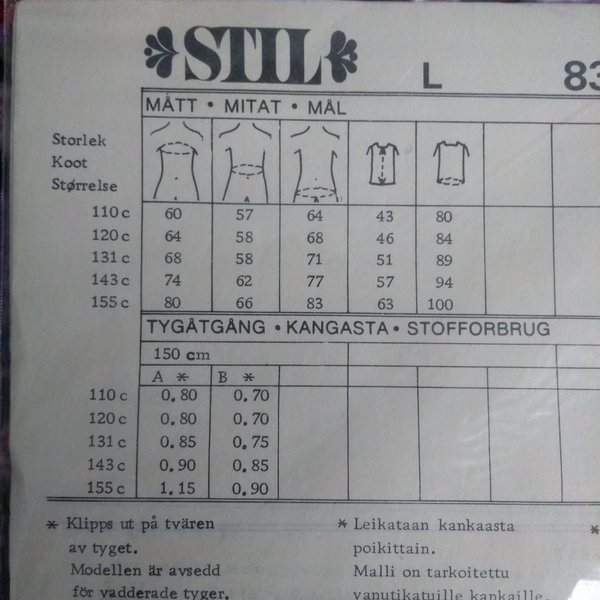 STIL
L 83
MÅTT • MITAT • MÅL
Storlek
Koot
Størrelse
110 c 60 57 64 43 80
120 c 64 58 68 46 84
131 c 68 58 71 51 89
143 c 74 62 77 57 94
155 c 80 66 83 63 100
TYGÅTGÅNG • KANGASTA • STOFFORBRUG
150 cm
A * B *
110 c 0.80 0.70
120 c 0.80 0.70
131 c 0.85 0.75
143 c 0.90 0.85
155 c 1.15 0.90
* Klipps ut på tvären
av tyget.
Modellen är avsedd
för vadderade tyger.
* Leikataan kankaasta
poikittain.
Malli on tarkoitettu
vanutikatuille kankaille.
*